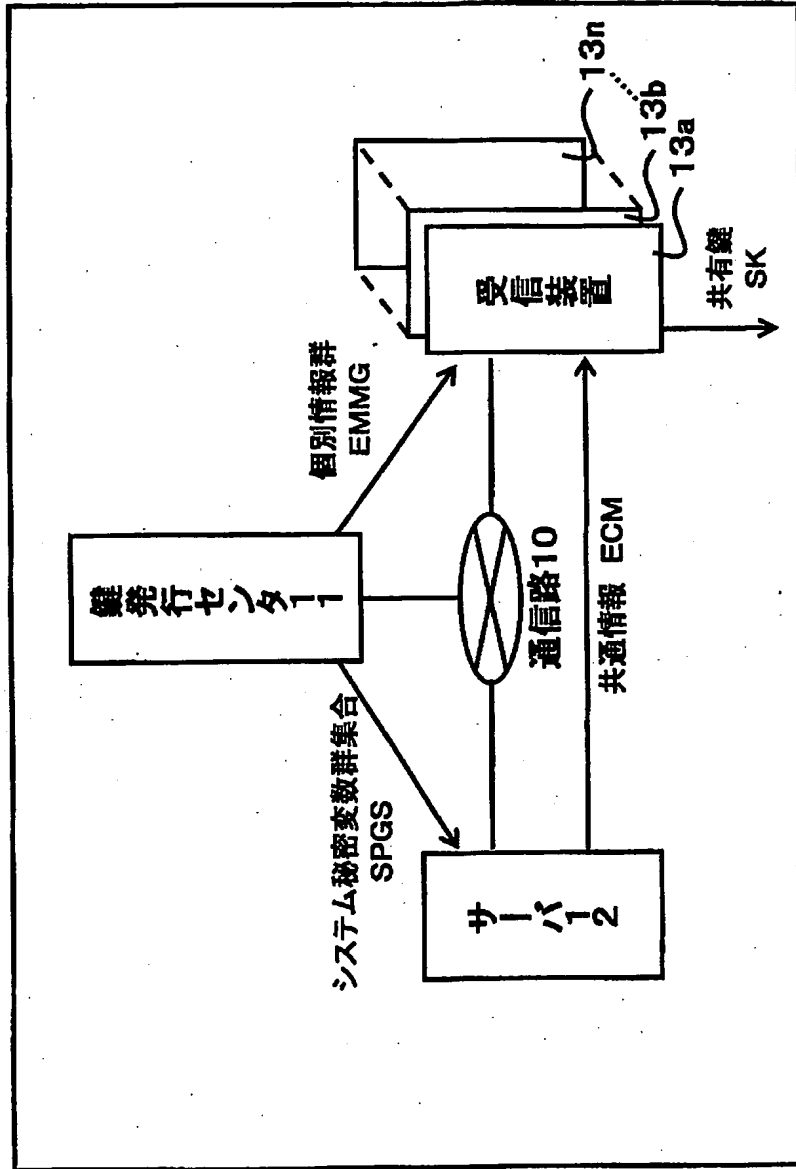 鍵発行センタ11
システム秘密変数群集合
SPGS
個別情報群
EMMG
サーバ12
通信路10
共通情報 ECM
受信装置
13n
13b
13a
共有鍵
SK